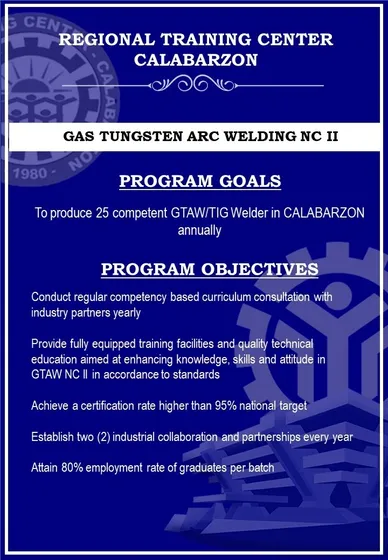 REGIONAL TRAINING CENTER
CALABARZON
GAS TUNGSTEN ARC WELDING NC II
PROGRAM GOALS
To produce 25 competent GTAW/TIG Welder in CALABARZON
annually
PROGRAM OBJECTIVES
Conduct regular competency based curriculum consultation with
industry partners yearly
Provide fully equipped training facilities and quality technical
education aimed at enhancing knowledge, skills and attitude in
GTAW NC II in accordance to standards
Achieve a certification rate higher than 95% national target
Establish two (2) industrial collaboration and partnerships every year
Attain 80% employment rate of graduates per batch
CENTER
1980